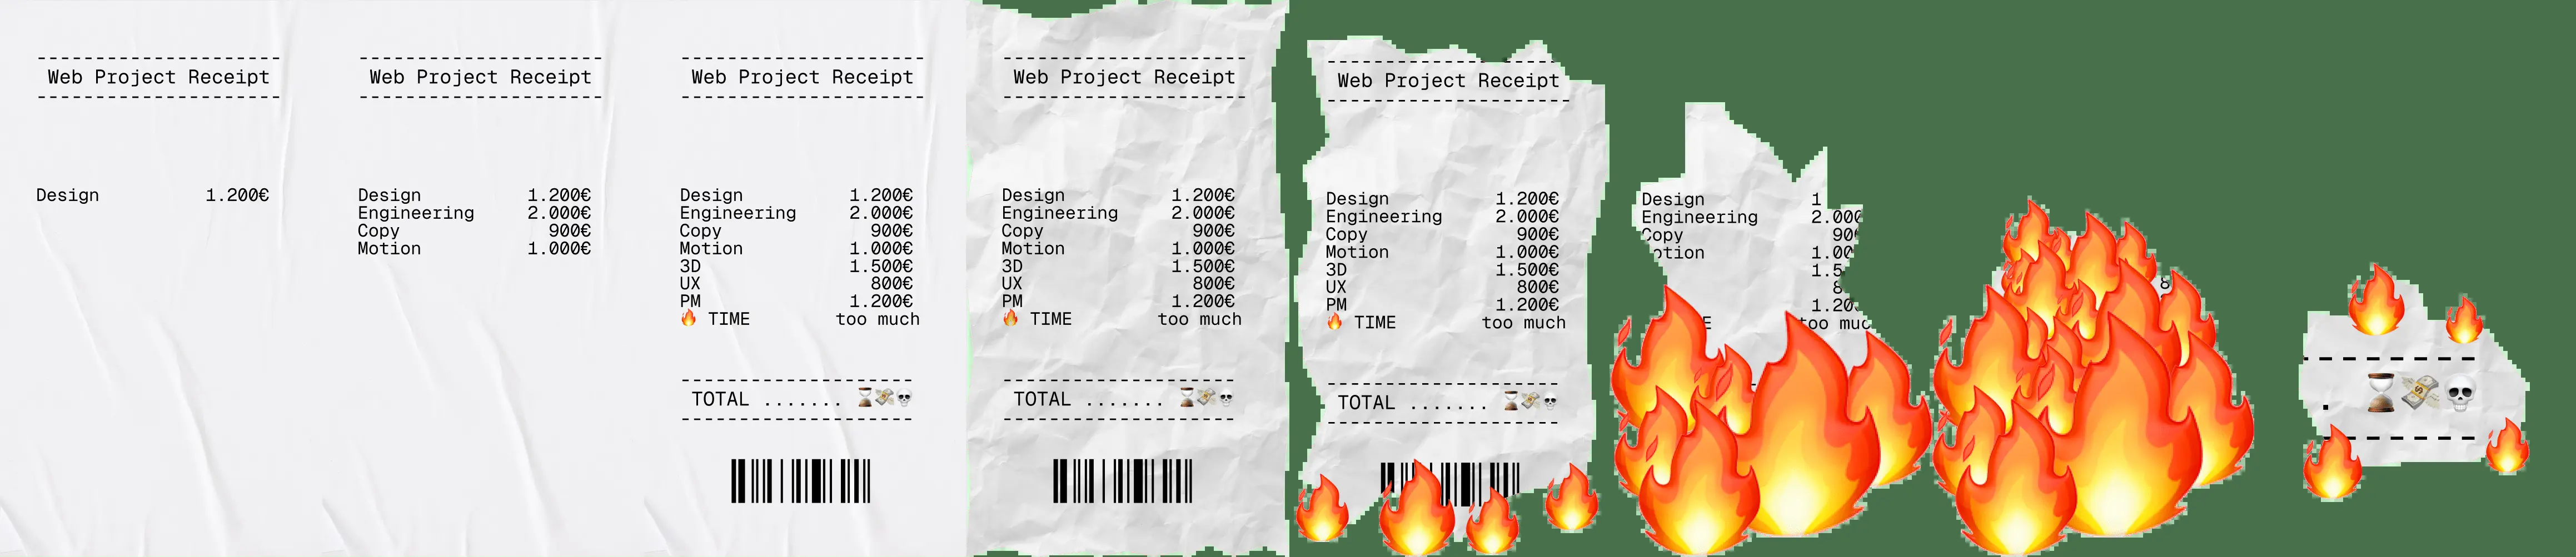 Web Project Receipt
Design 1.200€
Web Project Receipt
Design 1.200€
Engineering 2.000€
Copy 900€
Motion 1.000€
Web Project Receipt
Design 1.200€
Engineering 2.000€
Copy 900€
Motion 1.000€
3D 1.500€
UX 800€
PM 1.200€
🔥 TIME too much
TOTAL ....... ⌛💸💀
Web Project Receipt
Design 1.200€
Engineering 2.000€
Copy 900€
Motion 1.000€
3D 1.500€
UX 800€
PM 1.200€
🔥 TIME too much
TOTAL ....... ⌛💸💀
Web Project Receipt
Design 1.200€
Engineering 2.000€
Copy 900€
Motion 1.000€
3D 1.500€
UX 800€
PM 1.200€
🔥 TIME too much
TOTAL ....... ⌛💸💀
Design 1
Engineering 2.000
Copy 90
otion 1.00
1.5
8
1.20
E too muc
. ⌛💸💀